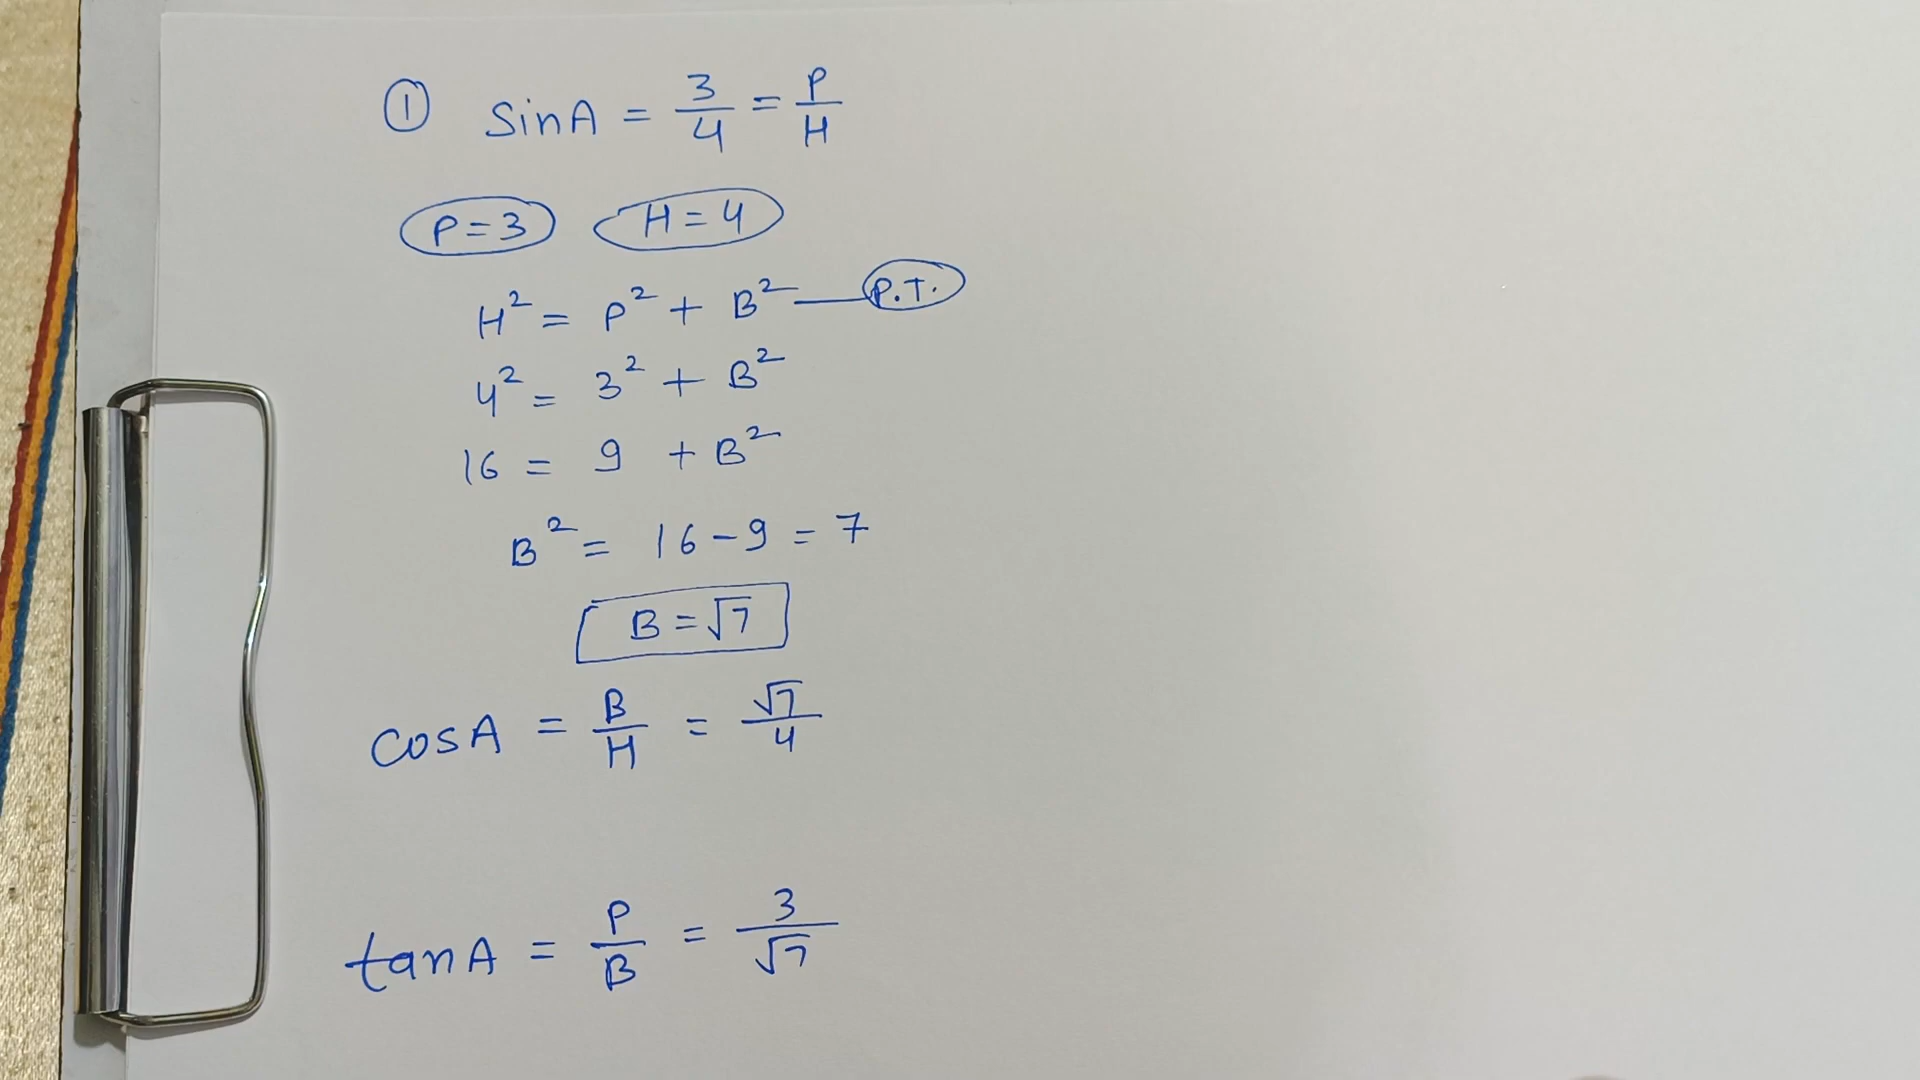 ① sinA = 3/4 = P/H
P=3 H=4
H² = P² + B² — P.T.
4² = 3² + B²
16 = 9 + B²
B² = 16-9 = 7
B = √7
cosA = B/H = √7/4
tanA = P/B = 3/√7